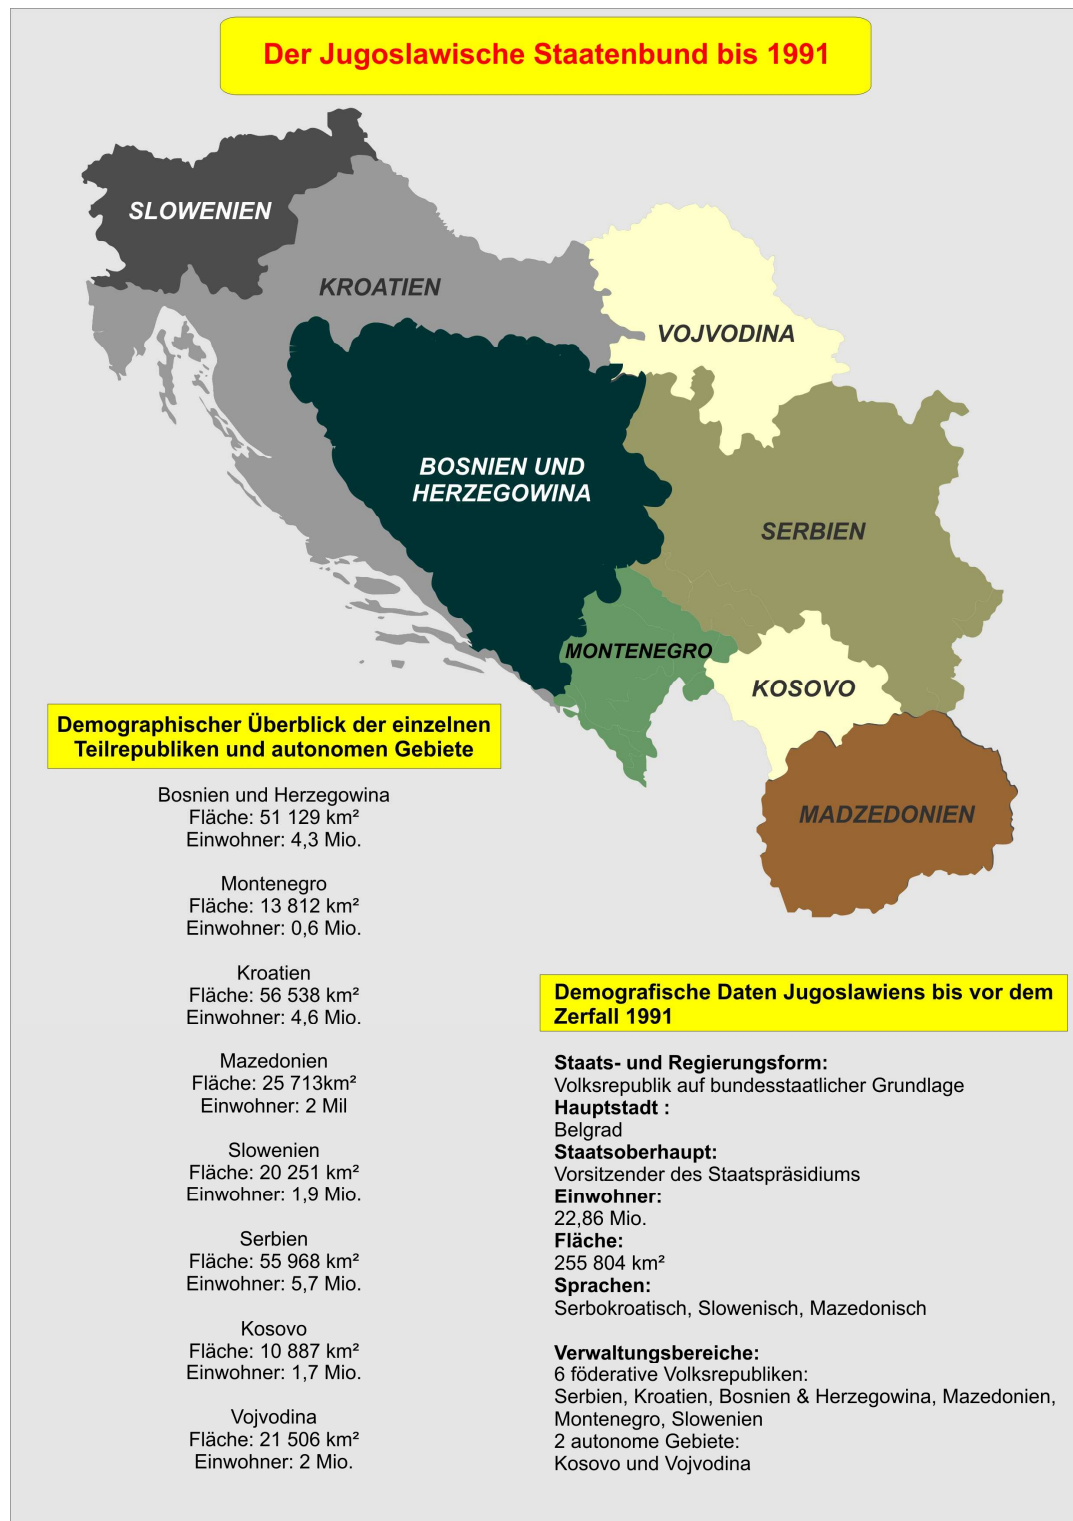 Der Jugoslawische Staatenbund bis 1991
SLOWENIEN
KROATIEN
VOJVODINA
BOSNIEN UND
HERZEGOWINA
SERBIEN
MONTENEGRO
KOSOVO
MADZEDONIEN
Demographischer Überblick der einzelnen
Teilrepubliken und autonomen Gebiete
Bosnien und Herzegowina
Fläche: 51 129 km²
Einwohner: 4,3 Mio.
Montenegro
Fläche: 13 812 km²
Einwohner: 0,6 Mio.
Kroatien
Fläche: 56 538 km²
Einwohner: 4,6 Mio.
Mazedonien
Fläche: 25 713km²
Einwohner: 2 Mil
Slowenien
Fläche: 20 251 km²
Einwohner: 1,9 Mio.
Serbien
Fläche: 55 968 km²
Einwohner: 5,7 Mio.
Kosovo
Fläche: 10 887 km²
Einwohner: 1,7 Mio.
Vojvodina
Fläche: 21 506 km²
Einwohner: 2 Mio.
Demografische Daten Jugoslawiens bis vor dem
Zerfall 1991
Staats- und Regierungsform:
Volksrepublik auf bundesstaatlicher Grundlage
Hauptstadt :
Belgrad
Staatsoberhaupt:
Vorsitzender des Staatspräsidiums
Einwohner:
22,86 Mio.
Fläche:
255 804 km²
Sprachen:
Serbokroatisch, Slowenisch, Mazedonisch
Verwaltungsbereiche:
6 föderative Volksrepubliken:
Serbien, Kroatien, Bosnien & Herzegowina, Mazedonien,
Montenegro, Slowenien
2 autonome Gebiete:
Kosovo und Vojvodina